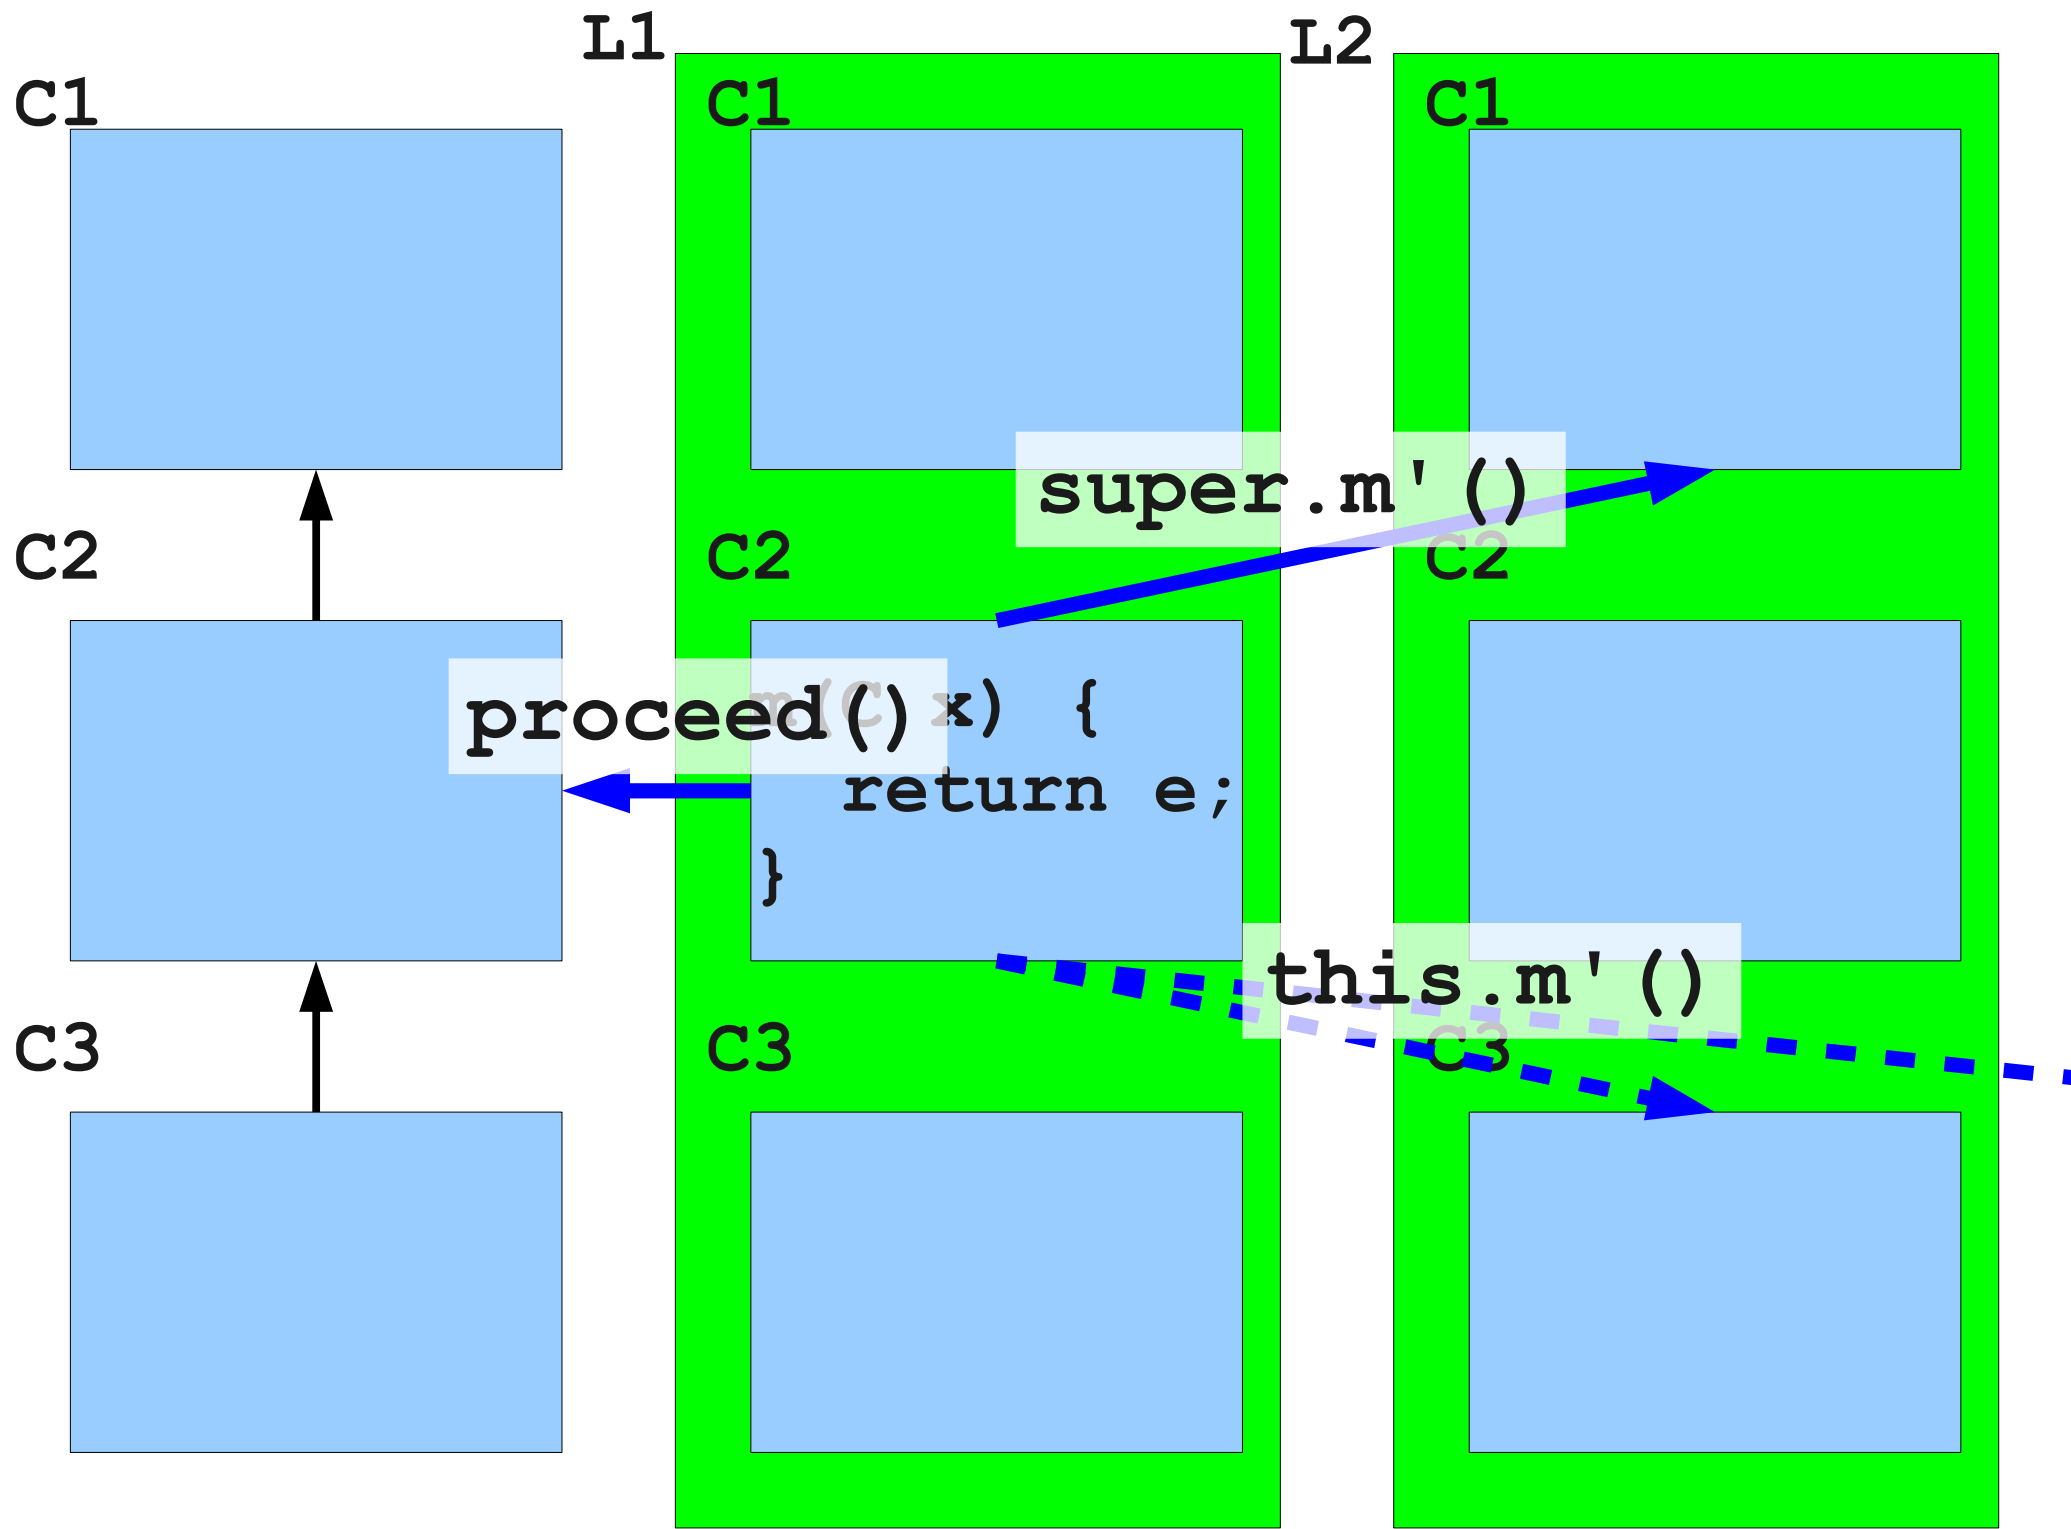 L1
L2
C1
C1
C1
super.m'()
C2
C2
C2
proceed()
m(C x) {
return e;
}
this.m'()
C3
C3
C3